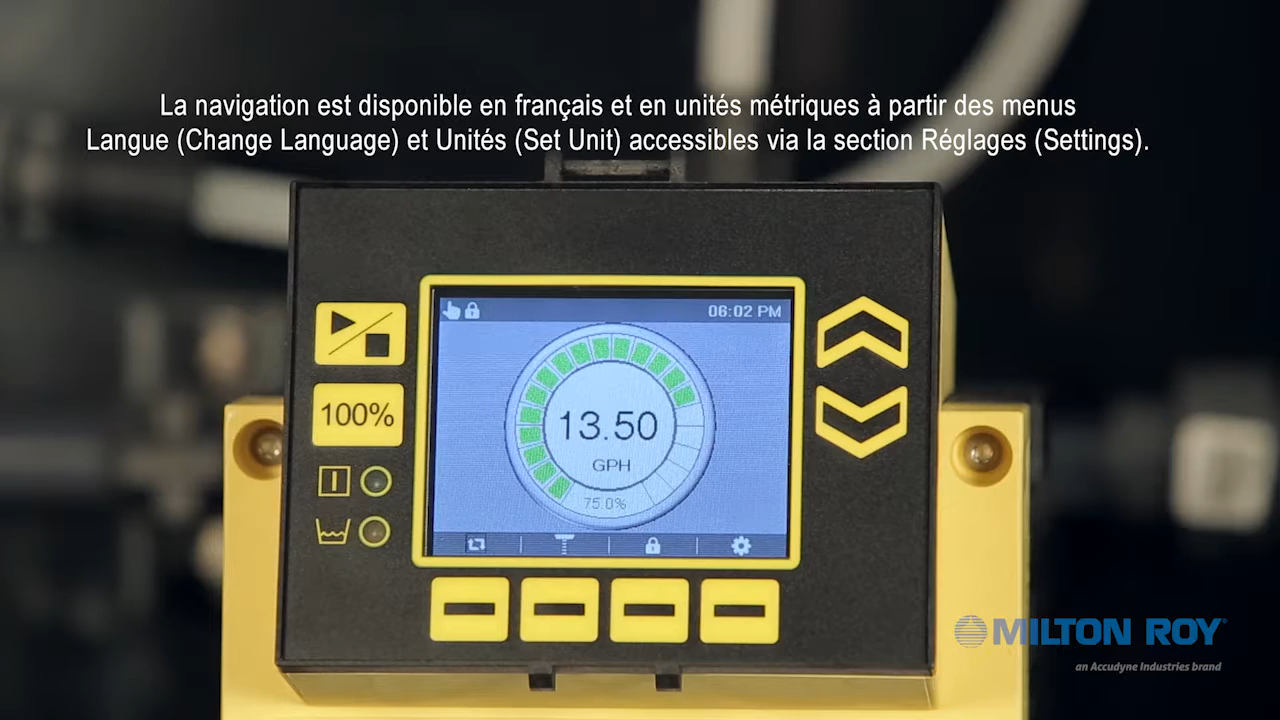 La navigation est disponible en français et en unités métriques à partir des menus
Langue (Change Language) et Unités (Set Unit) accessibles via la section Réglages (Settings).
06:02 PM
100%
13.50
GPH
75.0%
MILTON ROY
an Accudyne Industries brand